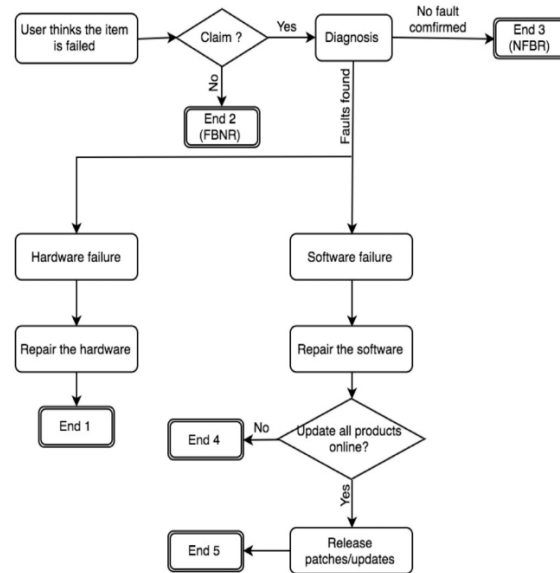 User thinks the item
is failed
Claim ?
Yes
Diagnosis
No fault
comfirmed
End 3
(NFBR)
No
End 2
(FBNR)
Faults found
Hardware failure
Software failure
Repair the hardware
Repair the software
End 1
End 4
No
Update all products
online?
Yes
End 5
Release
patches/updates